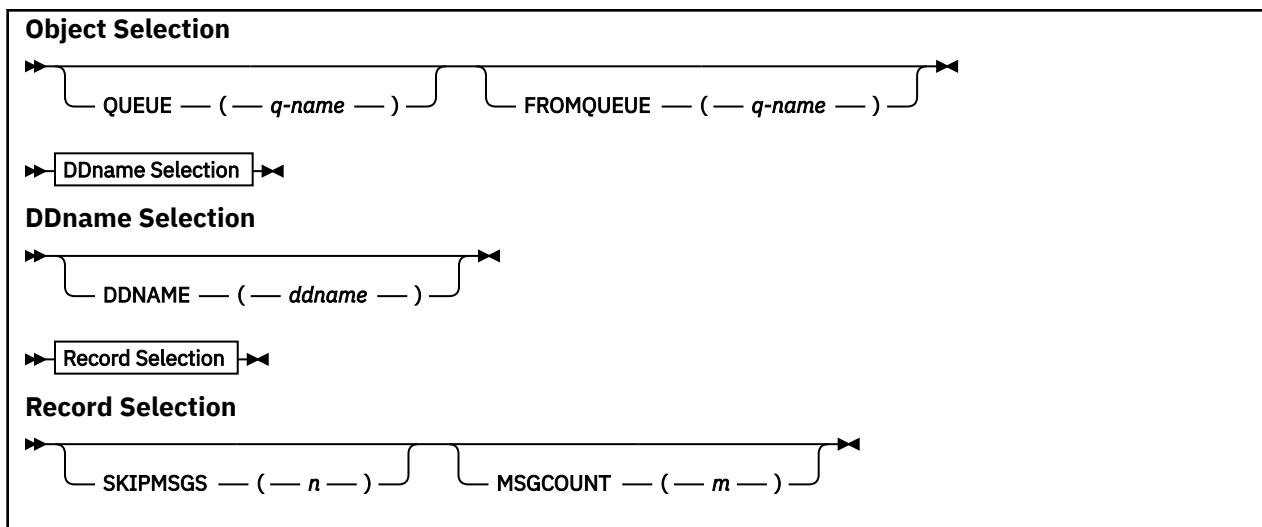 Object Selection
QUEUE ( q-name ) FROMQUEUE ( q-name )
DDname Selection
DDname Selection
DDNAME ( ddname )
Record Selection
Record Selection
SKIPMSGS ( n ) MSGCOUNT ( m )